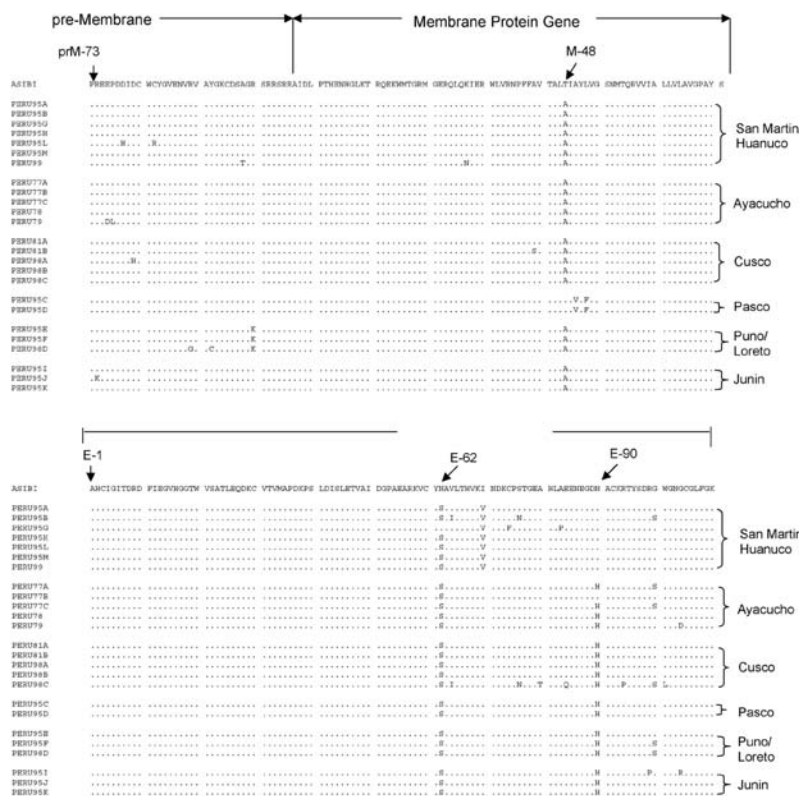 pre-Membrane Membrane Protein Gene
prM-73 M-48
ASIBI REEPDDIDC WCYGVENVRV AYGKCDSAGR SRRSRRAIDL PTHENHGLKT RQEKWMTGRM GERQLQKIER WLVRNPFFAV TALTIAYLVG SNMTQRVVIA LLVLAVGPAY S
PERU95A A
PERU95B A
PERU95G A
PERU95H A
PERU95L A
PERU95M A
PERU99 T N A
San Martin
Huanuco
PERU77A A
PERU77B A
PERU77C A
PERU78 A
PERU79 DL A
Ayacucho
PERU81A A
PERU81B S A
PERU98A A
PERU98B A
PERU98C A
Cusco
PERU95C V F
PERU95D V F
Pasco
PERU95E K A
PERU95F K A
PERU98D G C K A
Puno/
Loreto
PERU95I A
PERU95J K A
PERU95K A
Junin
E-1 E-62 E-90
ASIBI AHCIGITDRD FIEGVHGGTW VSATLEQDKC VTVMAPDKPS LDISLETVAI DGPAEARKVC YNAVLTHVKI NDKCPSTGEA HLAEENEGDN ACKRTYSDRG WGNGCGLFGK
PERU95A S V
PERU95B S I N S
PERU95G V F P
PERU95H S V
PERU95L S V
PERU95M S V
PERU99 S V
San Martin
Huanuco
PERU77A S H S
PERU77B S H
PERU77C S H S
PERU78 S H
PERU79 S H D
Ayacucho
PERU81A S H
PERU81B S H
PERU98A S H
PERU98B S H
PERU98C S I N T Q H P S L
Cusco
PERU95C S H
PERU95D S H
Pasco
PERU95E S H
PERU95F S H S
PERU98D S H S
Puno/
Loreto
PERU95I S H P
PERU95J S H
PERU95K S H
Junin